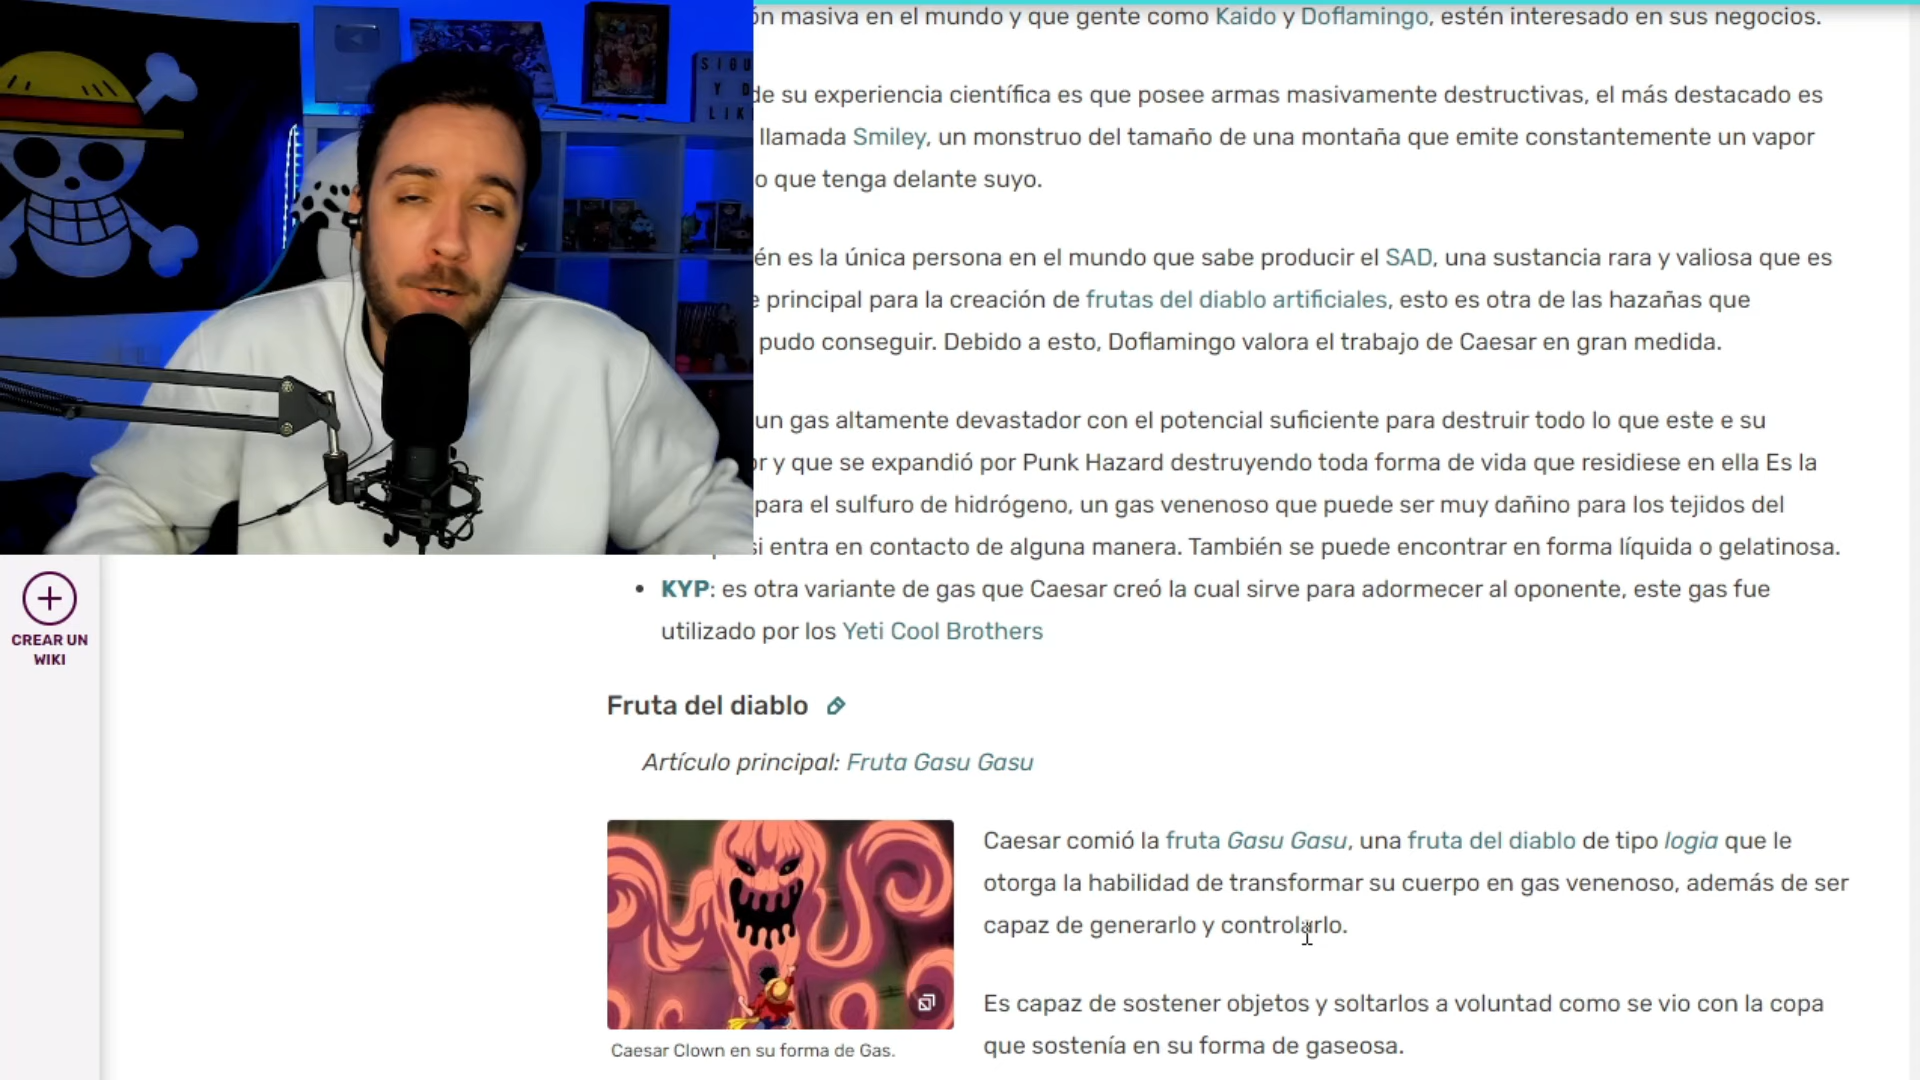 ón masiva en el mundo y que gente como Kaido y Doflamingo, estén interesado en sus negocios.
de su experiencia científica es que posee armas masivamente destructivas, el más destacado es
llamada Smiley, un monstruo del tamaño de una montaña que emite constantemente un vapor
o que tenga delante suyo.
én es la única persona en el mundo que sabe producir el SAD, una sustancia rara y valiosa que es
e principal para la creación de frutas del diablo artificiales, esto es otra de las hazañas que
pudo conseguir. Debido a esto, Doflamingo valora el trabajo de Caesar en gran medida.
un gas altamente devastador con el potencial suficiente para destruir todo lo que este e su
or y que se expandió por Punk Hazard destruyendo toda forma de vida que residiese en ella Es la
para el sulfuro de hidrógeno, un gas venenoso que puede ser muy dañino para los tejidos del
si entra en contacto de alguna manera. También se puede encontrar en forma líquida o gelatinosa.
• KYP: es otra variante de gas que Caesar creó la cual sirve para adormecer al oponente, este gas fue
utilizado por los Yeti Cool Brothers
SIGU
Y D
LIK
CREAR UN
WIKI
Fruta del diablo
Artículo principal: Fruta Gasu Gasu
Caesar comió la fruta Gasu Gasu, una fruta del diablo de tipo logia que le
otorga la habilidad de transformar su cuerpo en gas venenoso, además de ser
capaz de generarlo y controlarlo.
Es capaz de sostener objetos y soltarlos a voluntad como se vio con la copa
que sostenía en su forma de gaseosa.
Caesar Clown en su forma de Gas.